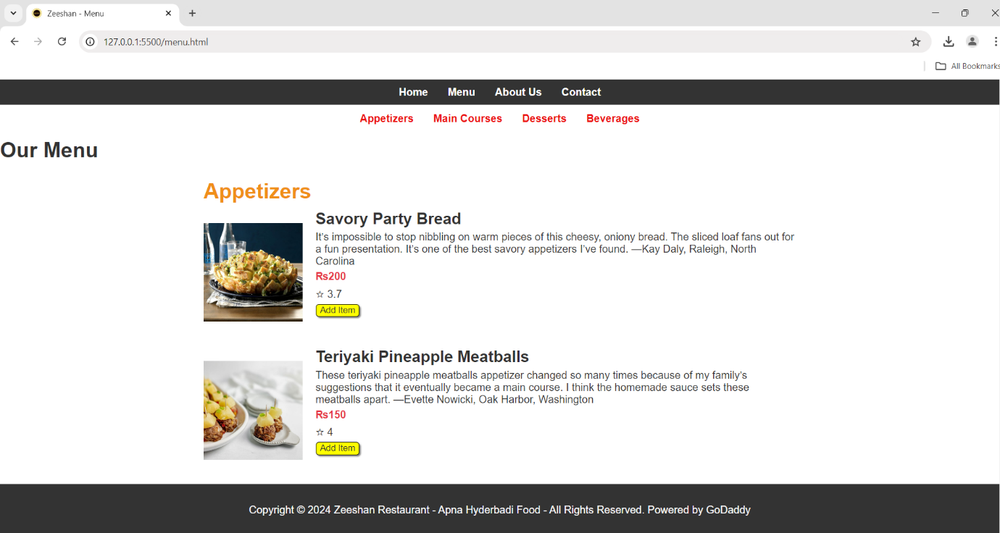 Zeeshan - Menu
127.0.0.1:5500/menu.html
All Bookmarks
Home Menu About Us Contact
Appetizers Main Courses Desserts Beverages
Our Menu
Appetizers
Savory Party Bread
It’s impossible to stop nibbling on warm pieces of this cheesy, oniony bread. The sliced loaf fans out for
a fun presentation. It’s one of the best savory appetizers I’ve found. —Kay Daly, Raleigh, North
Carolina
Rs200
☆ 3.7
Add Item
Teriyaki Pineapple Meatballs
These teriyaki pineapple meatballs appetizer changed so many times because of my family’s
suggestions that it eventually became a main course. I think the homemade sauce sets these
meatballs apart. —Evette Nowicki, Oak Harbor, Washington
Rs150
☆ 4
Add Item
Copyright © 2024 Zeeshan Restaurant - Apna Hyderbadi Food - All Rights Reserved. Powered by GoDaddy